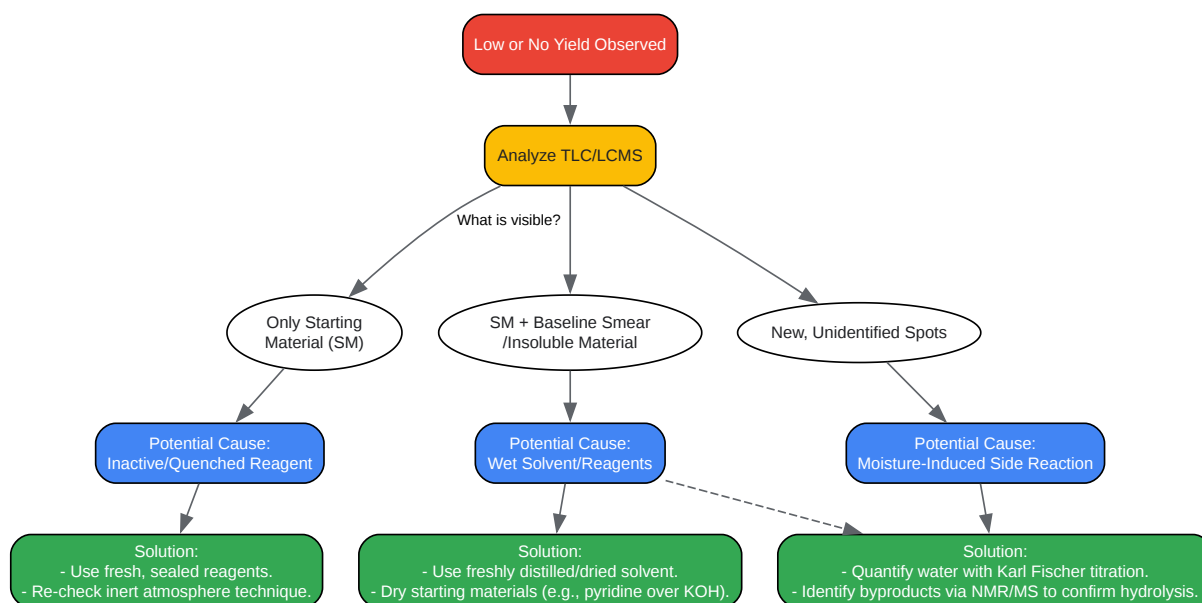 Low or No Yield Observed
Analyze TLC/LCMS
What is visible?
Only Starting
Material (SM)
SM + Baseline Smear
/Insoluble Material
New, Unidentified Spots
Potential Cause:
Inactive/Quenched Reagent
Potential Cause:
Wet Solvent/Reagents
Potential Cause:
Moisture-Induced Side Reaction
Solution:
- Use fresh, sealed reagents.
- Re-check inert atmosphere technique.
Solution:
- Use freshly distilled/dried solvent.
- Dry starting materials (e.g., pyridine over KOH).
Solution:
- Quantify water with Karl Fischer titration.
- Identify byproducts via NMR/MS to confirm hydrolysis.